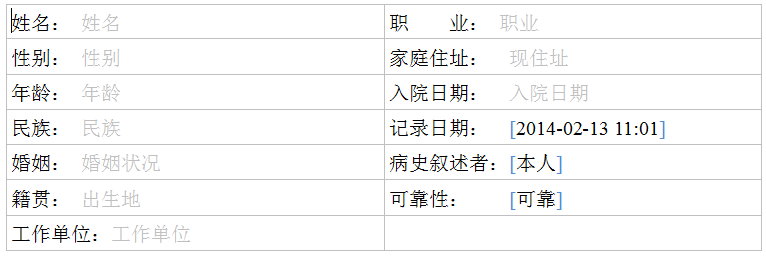 姓名： 姓名 职 业： 职业
性别： 性别 家庭住址： 现住址
年龄： 年龄 入院日期： 入院日期
民族： 民族 记录日期： [2014-02-13 11:01]
婚姻： 婚姻状况 病史叙述者：[本人]
籍贯： 出生地 可靠性： [可靠]
工作单位：工作单位